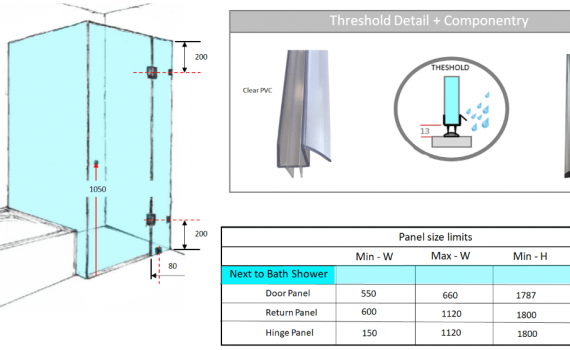 Threshold Detail + Componentry
Clear PVC
THESHOLD
13
200
1050
200
80
Panel size limits
Min - W Max - W Min - H
Next to Bath Shower
Door Panel 550 660 1787
Return Panel 600 1120 1800
Hinge Panel 150 1120 1800